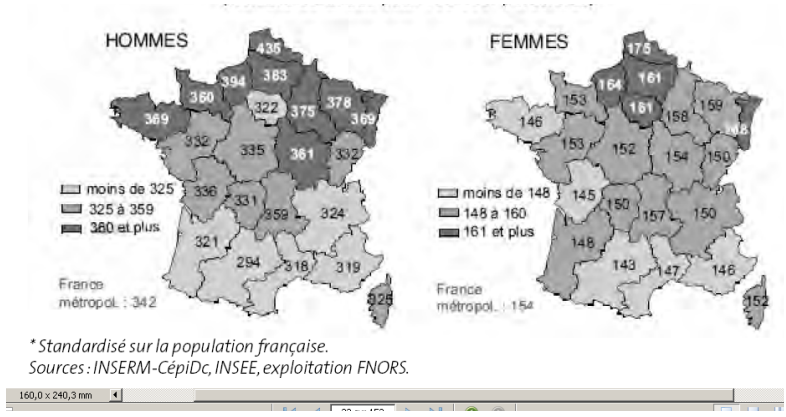 HOMMES
435
394
383
360
322
375
378
369
369
332
335
361
332
336
331
359
324
321
294
318
319
325
moins de 325
325 à 359
360 et plus
France
métropol. : 342
FEMMES
175
164
161
153
161
158
159
168
146
153
152
154
150
145
150
157
150
148
143
147
146
152
moins de 148
148 à 160
161 et plus
France
métropol. : 154
* Standardisé sur la population française.
Sources : INSERM-CépiDc, INSEE, exploitation FNORS.
160,0 x 240,3 mm